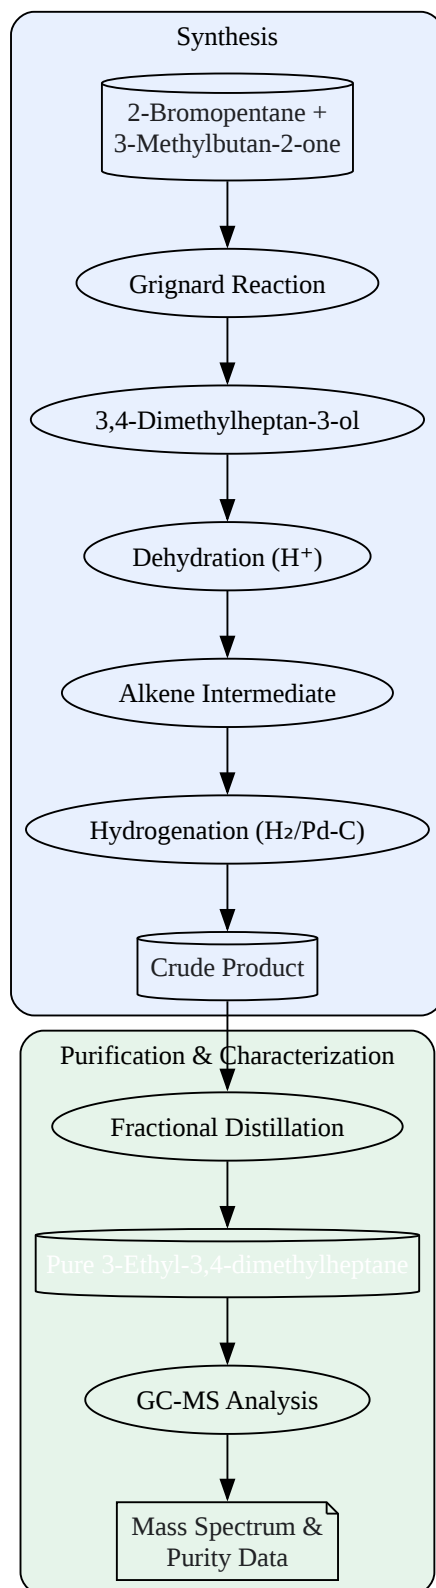 Synthesis
2-Bromopentane +
3-Methylbutan-2-one
Grignard Reaction
3,4-Dimethylheptan-3-ol
Dehydration (H⁺)
Alkene Intermediate
Hydrogenation (H₂/Pd-C)
Crude Product
Purification & Characterization
Fractional Distillation
Pure 3-Ethyl-3,4-dimethylheptane
GC-MS Analysis
Mass Spectrum &
Purity Data